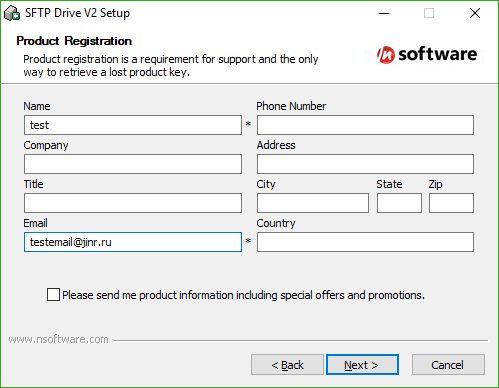 SFTP Drive V2 Setup
Product Registration
Product registration is a requirement for support and the only
way to retrieve a lost product key.
n software
Name Phone Number
test *
Company Address
Title City State Zip
Email Country
testemail@jinr.ru *
Please send me product information including special offers and promotions.
www.nsoftware.com
< Back Next > Cancel